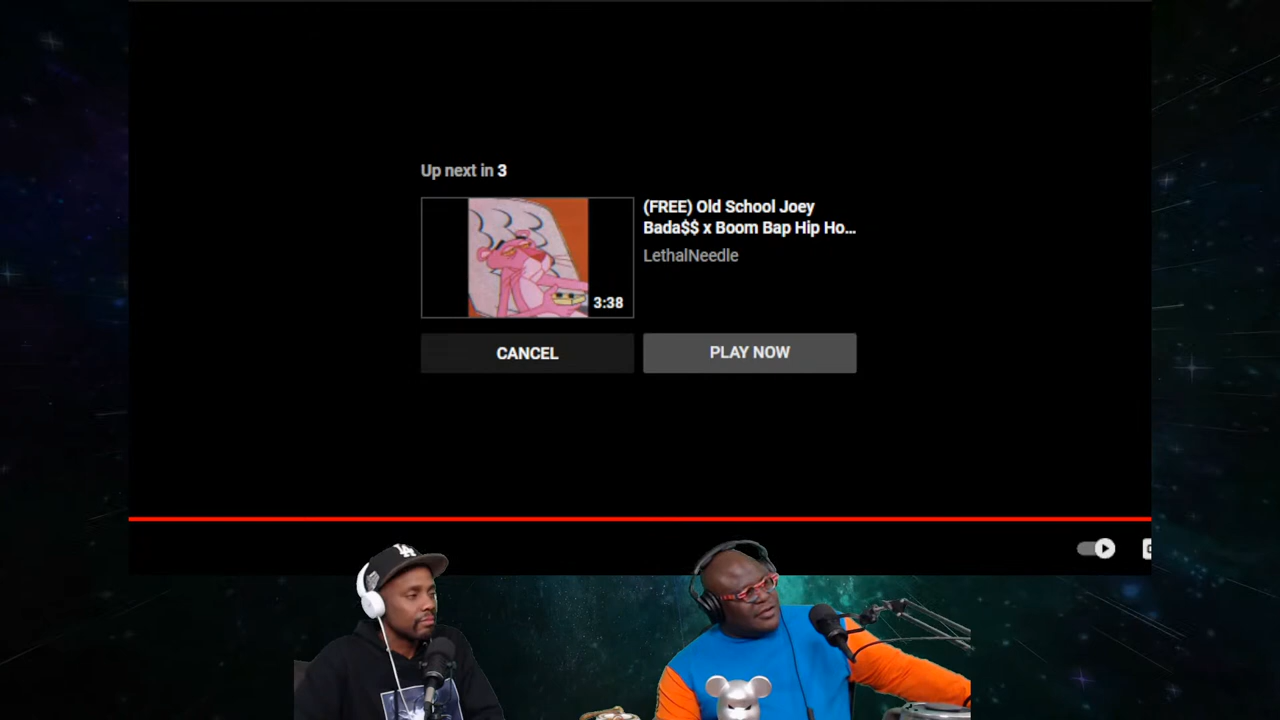 Up next in 3
(FREE) Old School Joey
Bada$$ x Boom Bap Hip Ho...
LethalNeedle
3:38
CANCEL
PLAY NOW
LA